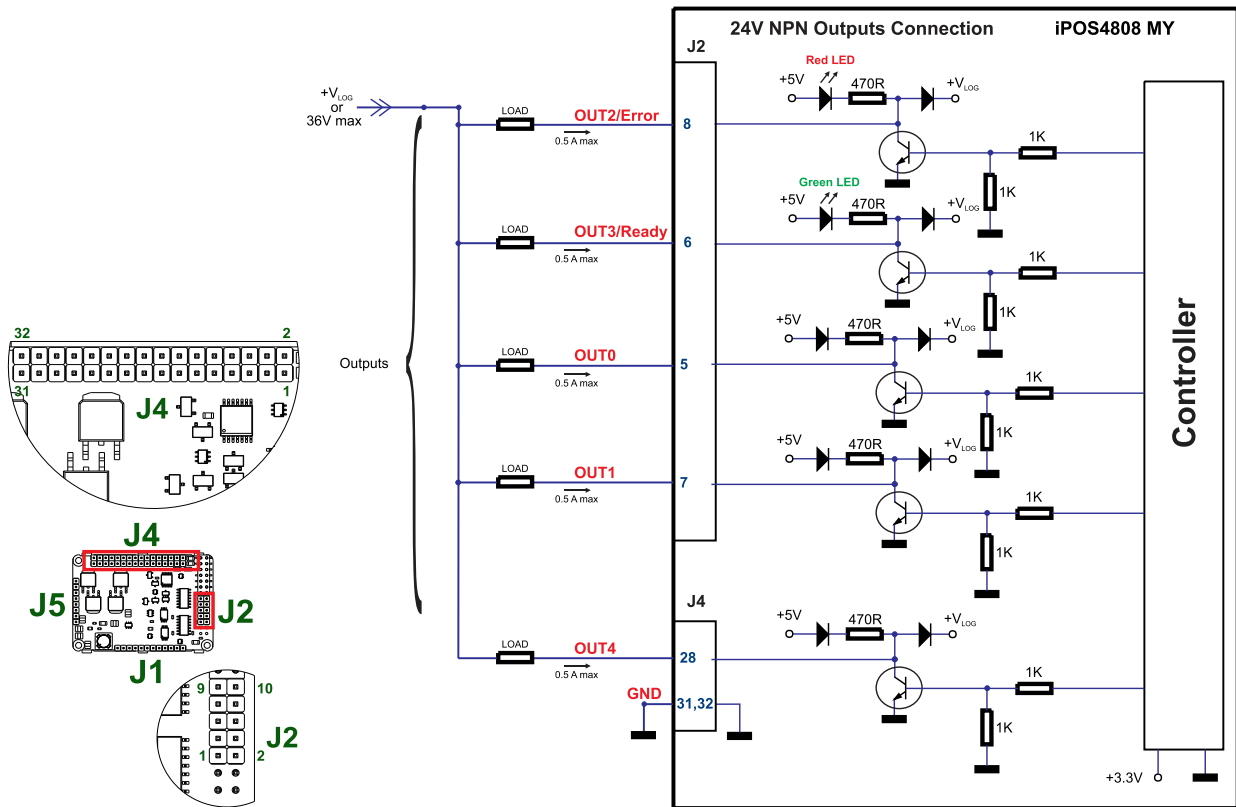 24V NPN Outputs Connection
iPOS4808 MY
J2
+VLOG
or
36V max
LOAD
OUT2/Error
0.5 A max
8
Red LED
+5V
470R
+VLOG
1K
1K
LOAD
OUT3/Ready
0.5 A max
6
Green LED
+5V
470R
+VLOG
1K
1K
Outputs
LOAD
OUT0
0.5 A max
5
+5V
470R
+VLOG
1K
1K
LOAD
OUT1
0.5 A max
7
+5V
470R
+VLOG
1K
1K
J4
LOAD
OUT4
0.5 A max
28
+5V
470R
+VLOG
1K
1K
GND
31,32
Controller
+3.3V
32
2
31
1
J4
J4
J5
J2
J1
9
10
J2
1
2